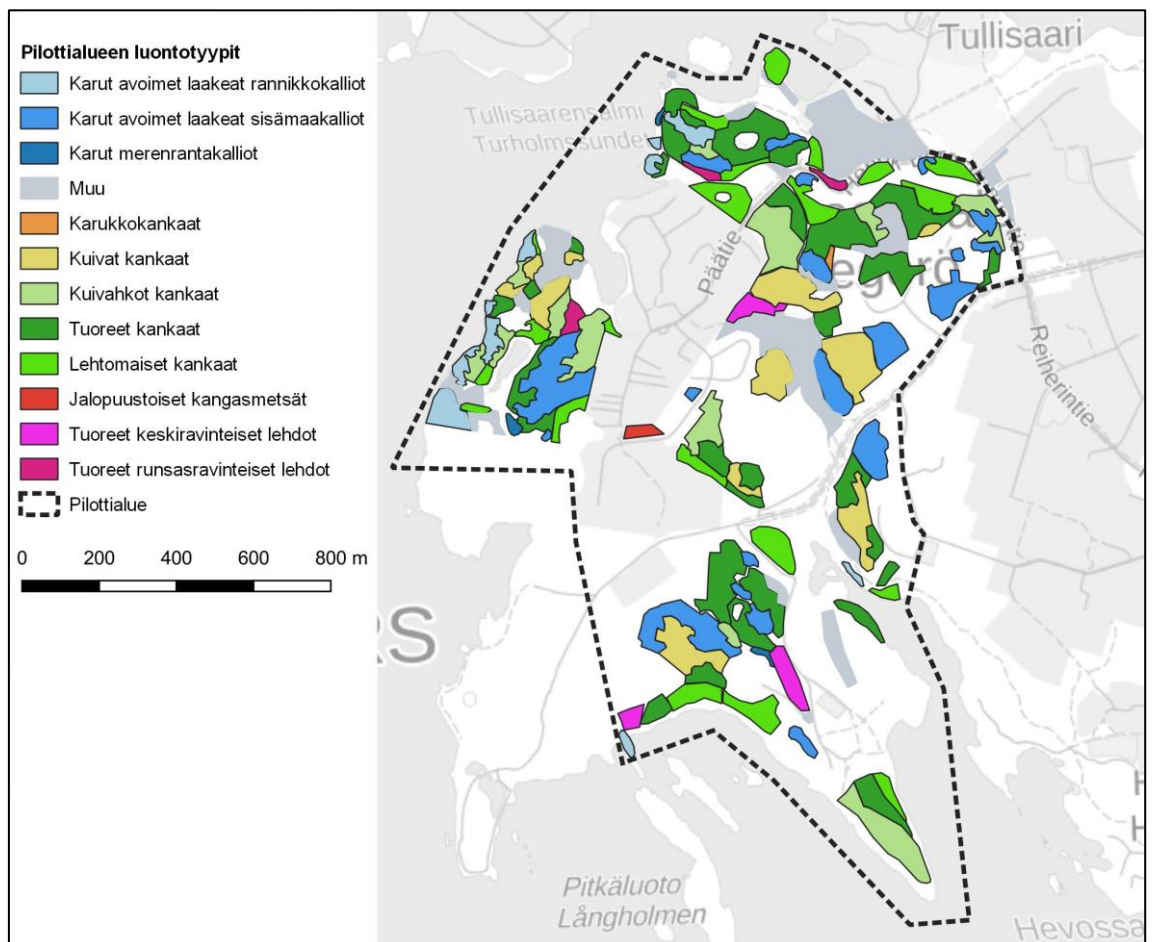 Pilottialueen luontotyypit
Karut avoimet laakeat rannikkokalliot
Karut avoimet laakeat sisämaakalliot
Karut merenrantakalliot
Muu
Karukkokankaat
Kuivat kankaat
Kuivahkot kankaat
Tuoreet kankaat
Lehtomaiset kankaat
Jalopuustoiset kangasmetsät
Tuoreet keskiravinteiset lehdot
Tuoreet runsasravinteiset lehdot
Pilottialue
0 200 400 600 800 m
Tullisaari
Tullisaarensalmi
Turholmssundet
Päätie
Reiherintie
RS
Pitkäluoto
Långholmen
Hevossa